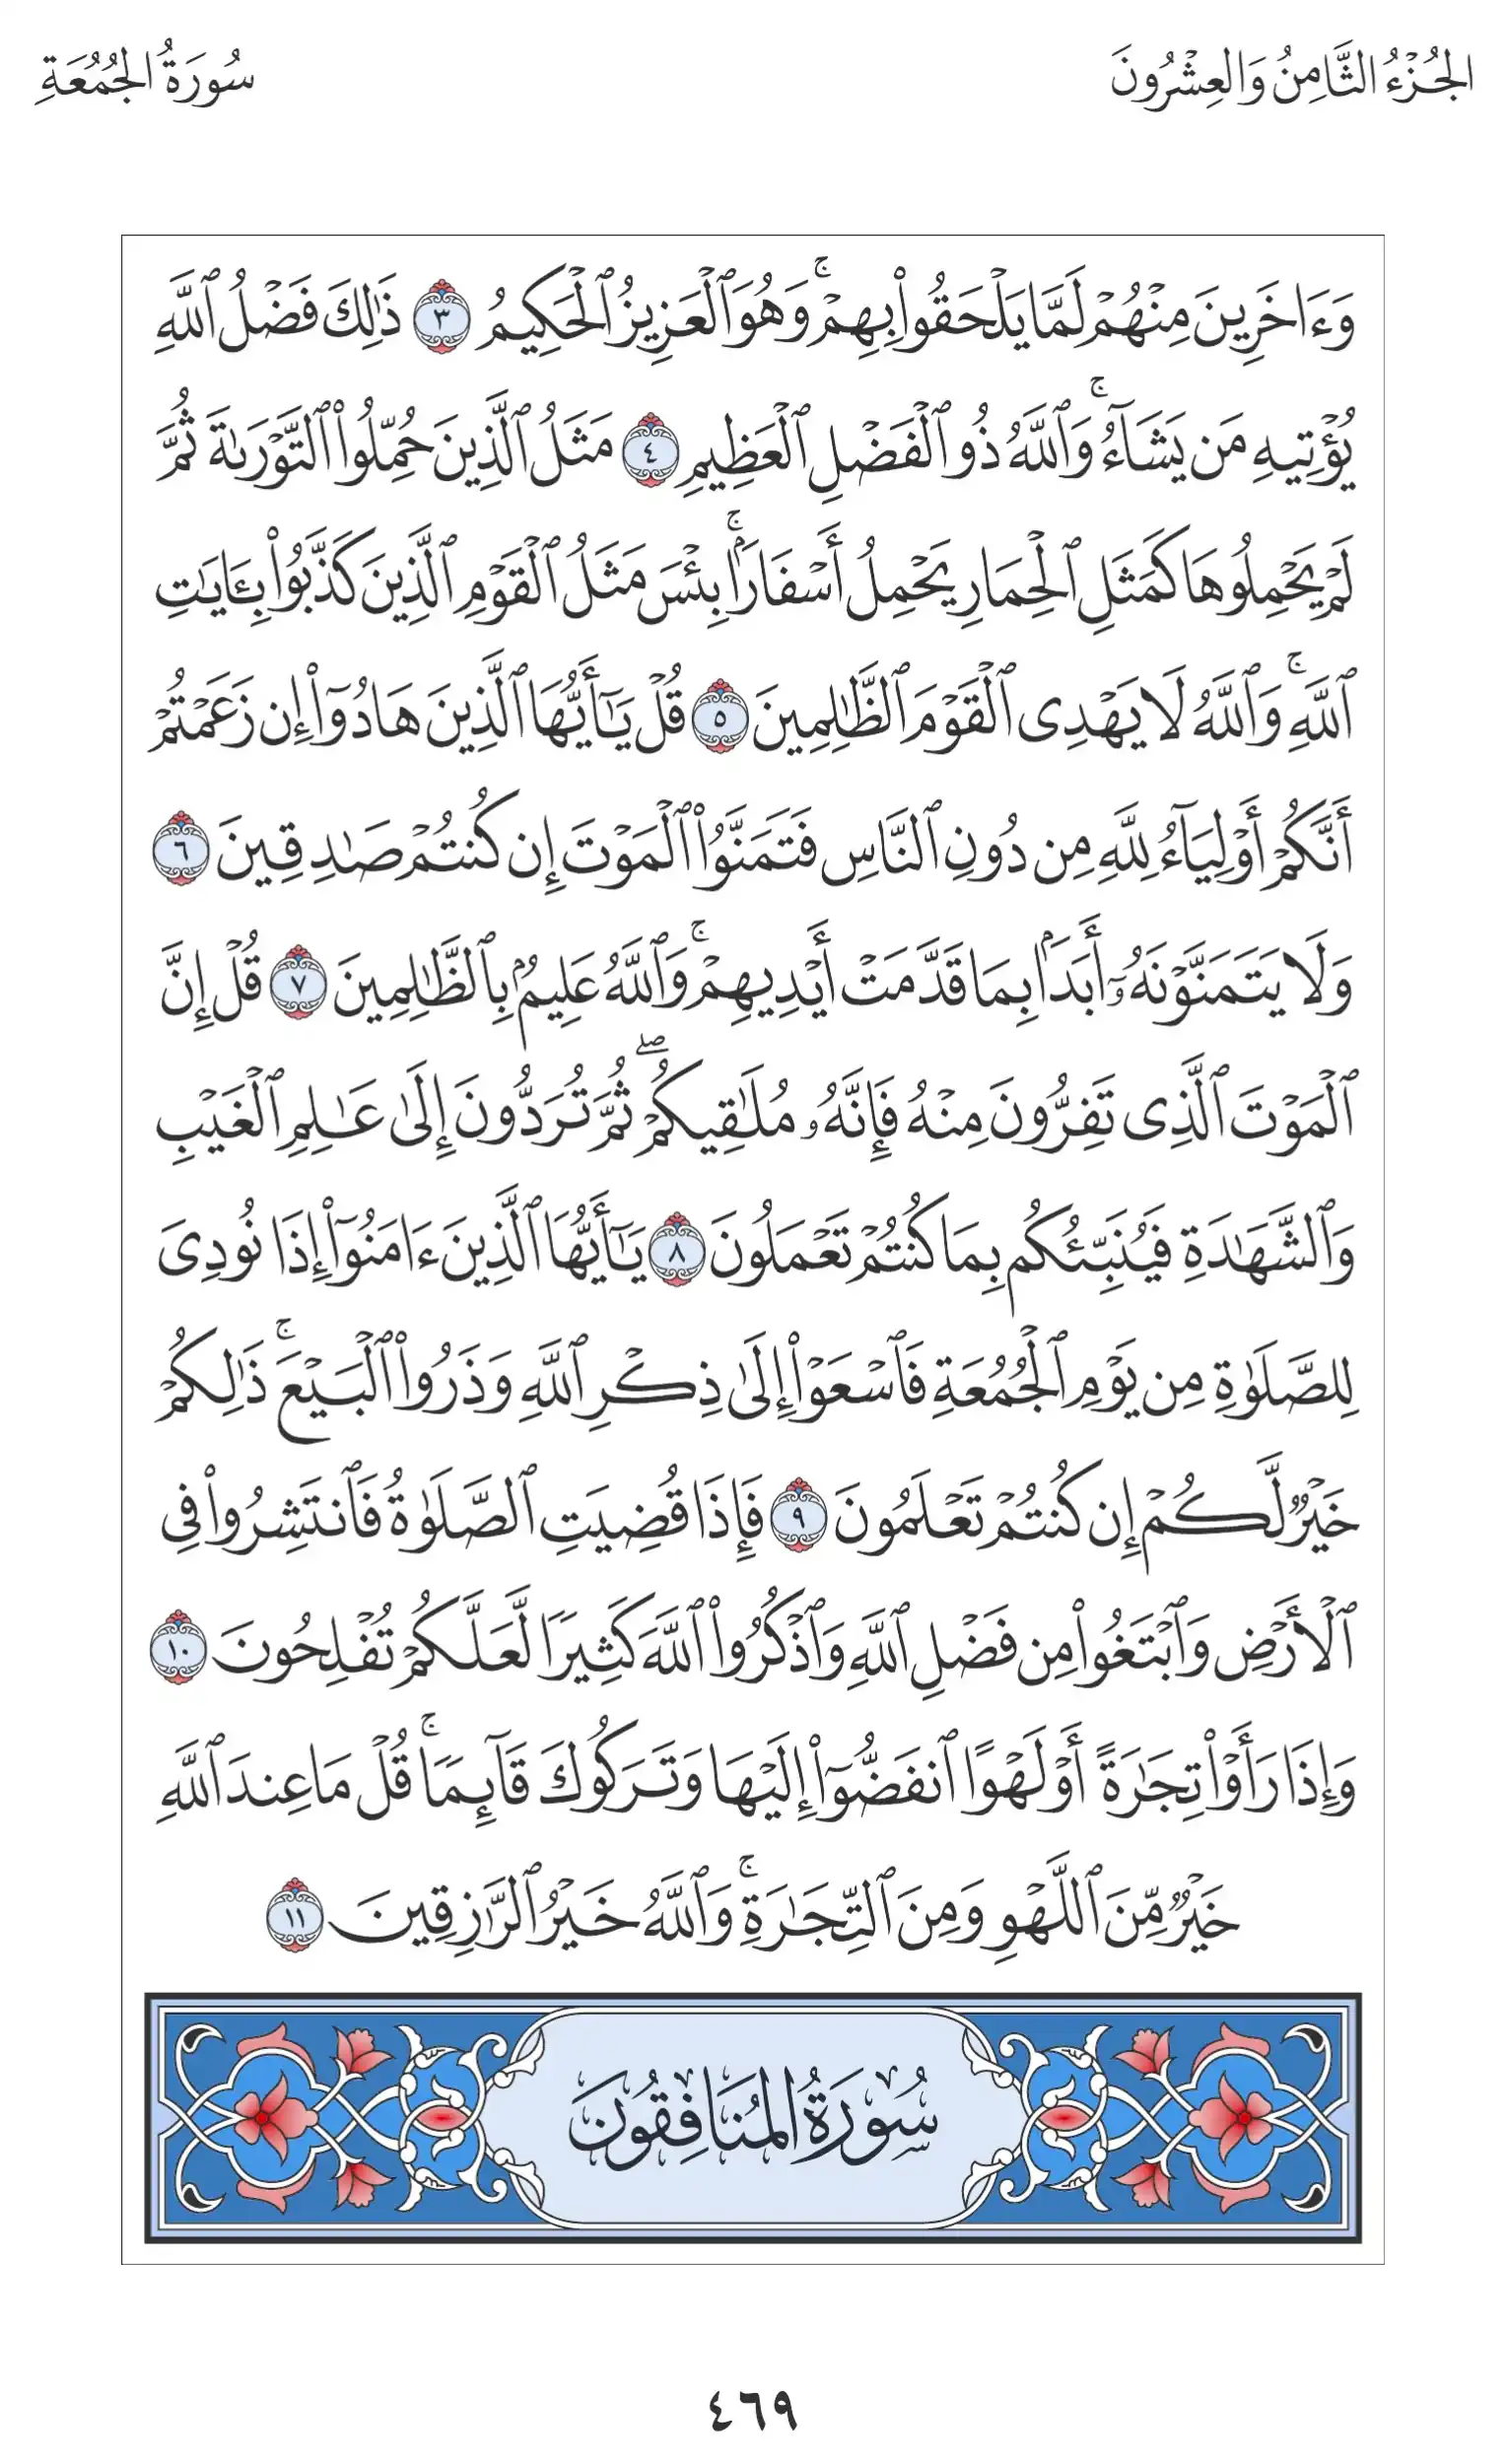 الجُزْءُ الثَّامِنُ وَالعِشْرُونَ
سُورَةُ الجُمُعَةِ
وَءَاخَرِينَ مِنْهُمْ لَمَّا يَلْحَقُوا۟ بِهِمْ ۚ وَهُوَ ٱلْعَزِيزُ ٱلْحَكِيمُ ٣ ذَٰلِكَ فَضْلُ ٱللَّهِ
يُؤْتِيهِ مَن يَشَآءُ ۚ وَٱللَّهُ ذُو ٱلْفَضْلِ ٱلْعَظِيمِ ٤ مَثَلُ ٱلَّذِينَ حُمِّلُوا۟ ٱلتَّوْرَىٰةَ ثُمَّ
لَمْ يَحْمِلُوهَا كَمَثَلِ ٱلْحِمَارِ يَحْمِلُ أَسْفَارًۢا ۚ بِئْسَ مَثَلُ ٱلْقَوْمِ ٱلَّذِينَ كَذَّبُوا۟ بِـَٔايَـٰتِ
ٱللَّهِ ۚ وَٱللَّهُ لَا يَهْدِى ٱلْقَوْمَ ٱلظَّـٰلِمِينَ ٥ قُلْ يَـٰٓأَيُّهَا ٱلَّذِينَ هَادُوٓا۟ إِن زَعَمْتُمْ
أَنَّكُمْ أَوْلِيَآءُ لِلَّهِ مِن دُونِ ٱلنَّاسِ فَتَمَنَّوُا۟ ٱلْمَوْتَ إِن كُنتُمْ صَـٰدِقِينَ ٦
وَلَا يَتَمَنَّوْنَهُۥٓ أَبَدًۢا بِمَا قَدَّمَتْ أَيْدِيهِمْ ۚ وَٱللَّهُ عَلِيمٌۢ بِٱلظَّـٰلِمِينَ ٧ قُلْ إِنَّ
ٱلْمَوْتَ ٱلَّذِى تَفِرُّونَ مِنْهُ فَإِنَّهُۥ مُلَـٰقِيكُمْ ۖ ثُمَّ تُرَدُّونَ إِلَىٰ عَـٰلِمِ ٱلْغَيْبِ
وَٱلشَّهَـٰدَةِ فَيُنَبِّئُكُم بِمَا كُنتُمْ تَعْمَلُونَ ٨ يَـٰٓأَيُّهَا ٱلَّذِينَ ءَامَنُوٓا۟ إِذَا نُودِىَ
لِلصَّلَوٰةِ مِن يَوْمِ ٱلْجُمُعَةِ فَٱسْعَوْا۟ إِلَىٰ ذِكْرِ ٱللَّهِ وَذَرُوا۟ ٱلْبَيْعَ ۚ ذَٰلِكُمْ
خَيْرٌ لَّكُمْ إِن كُنتُمْ تَعْلَمُونَ ٩ فَإِذَا قُضِيَتِ ٱلصَّلَوٰةُ فَٱنتَشِرُوا۟ فِى
ٱلْأَرْضِ وَٱبْتَغُوا۟ مِن فَضْلِ ٱللَّهِ وَٱذْكُرُوا۟ ٱللَّهَ كَثِيرًا لَّعَلَّكُمْ تُفْلِحُونَ ١٠
وَإِذَا رَأَوْا۟ تِجَـٰرَةً أَوْ لَهْوًا ٱنفَضُّوٓا۟ إِلَيْهَا وَتَرَكُوكَ قَآئِمًا ۚ قُلْ مَا عِندَ ٱللَّهِ
خَيْرٌ مِّنَ ٱللَّهْوِ وَمِنَ ٱلتِّجَـٰرَةِ ۚ وَٱللَّهُ خَيْرُ ٱلرَّٰزِقِينَ ١١
سُورَةُ المُنَافِقُونَ
٤٦٩